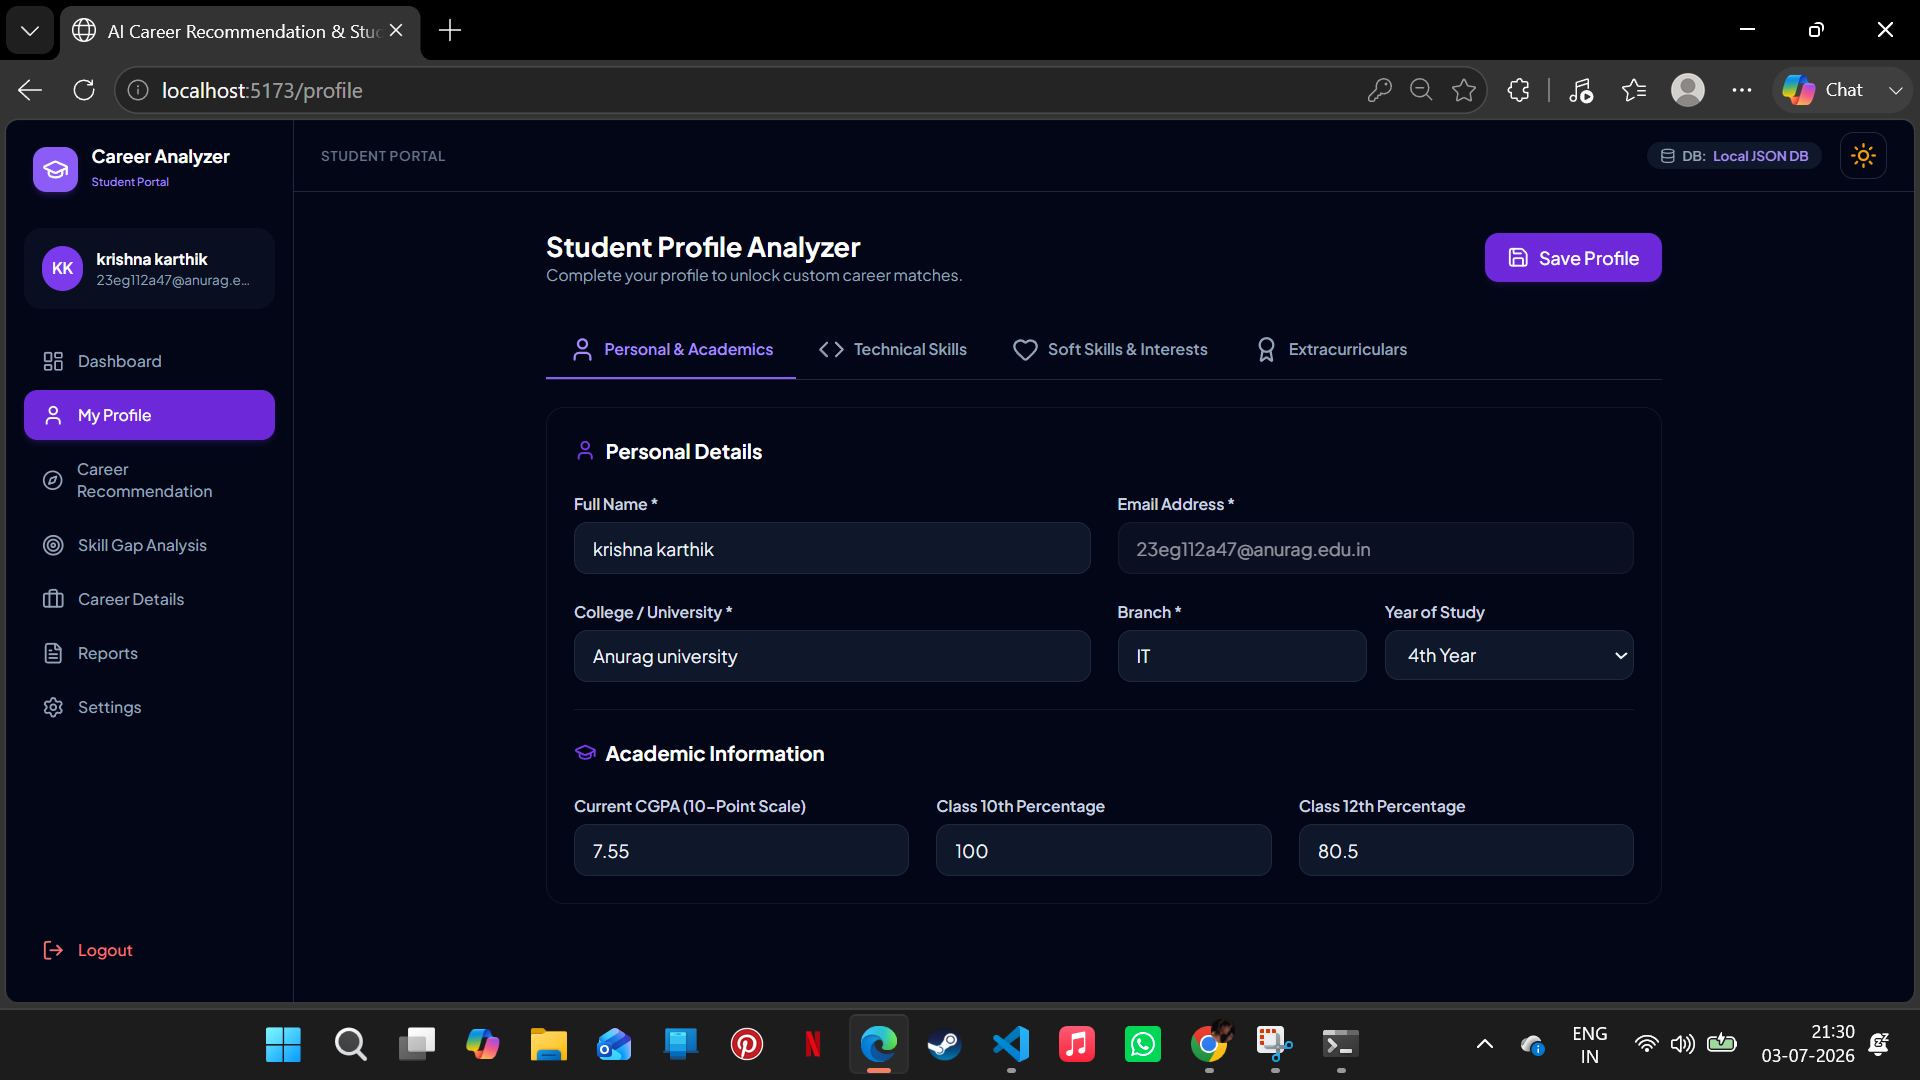 AI Career Recommendation & Stu
localhost:5173/profile
Chat
Career Analyzer
Student Portal
STUDENT PORTAL
DB: Local JSON DB
KK
krishna karthik
23eg112a47@anurag.e...
Dashboard
My Profile
Career
Recommendation
Skill Gap Analysis
Career Details
Reports
Settings
Logout
Student Profile Analyzer
Complete your profile to unlock custom career matches.
Save Profile
Personal & Academics
Technical Skills
Soft Skills & Interests
Extracurriculars
Personal Details
Full Name *
Email Address *
krishna karthik
23eg112a47@anurag.edu.in
College / University *
Branch *
Year of Study
Anurag university
IT
4th Year
Academic Information
Current CGPA (10-Point Scale)
Class 10th Percentage
Class 12th Percentage
7.55
100
80.5
ENG
IN
21:30
03-07-2026